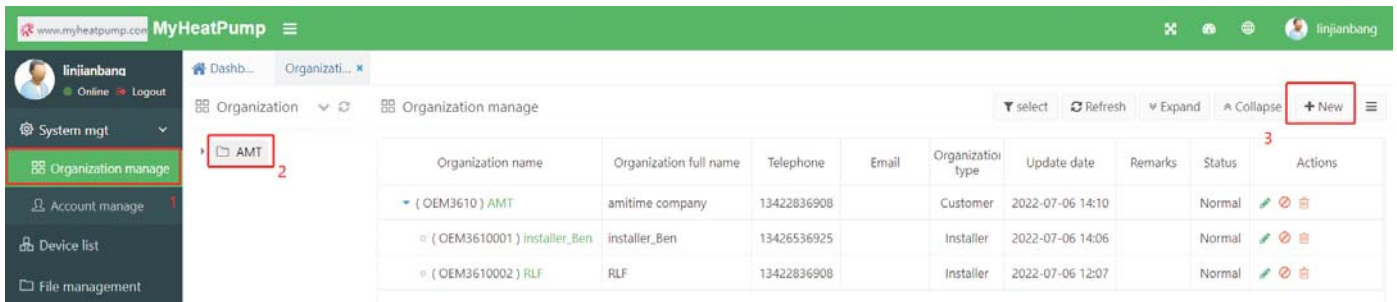 www.myheatpump.com MyHeatPump linjianbang
linjianbang
Online Logout
System mgt
Organization manage
1
Account manage
Device list
File management
Dashb... Organizati... ×
Organization
AMT
2
Organization manage select Refresh Expand Collapse + New
3
Organization name Organization full name Telephone Email Organization type Update date Remarks Status Actions
( OEM3610 ) AMT amitime company 13422836908 Customer 2022-07-06 14:10 Normal
( OEM3610001 ) installer_Ben installer_Ben 13426536925 Installer 2022-07-06 14:06 Normal
( OEM3610002 ) RLF RLF 13422836908 Installer 2022-07-06 12:07 Normal